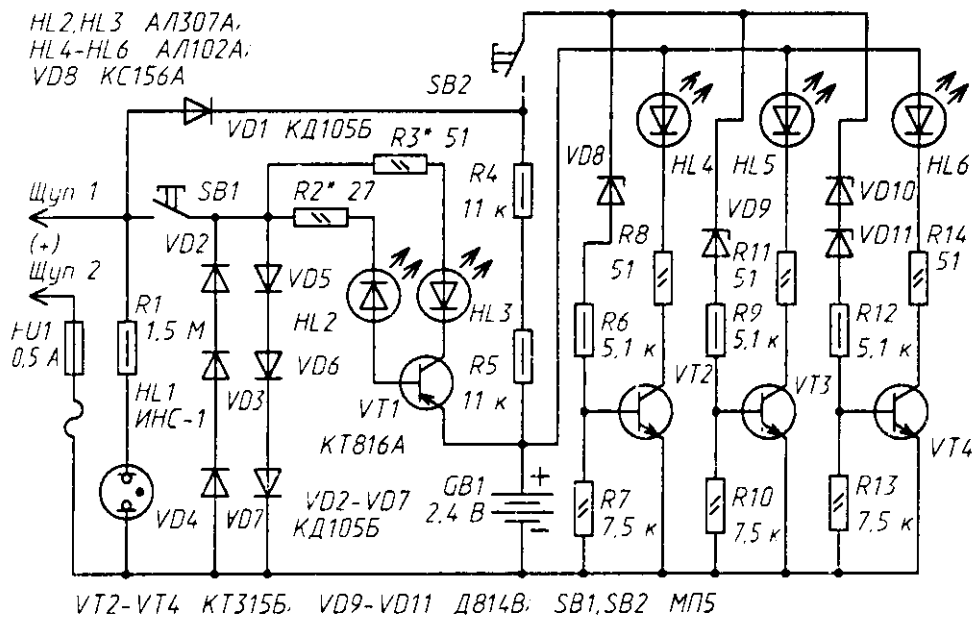 HL2,HL3 АЛ307А;
HL4-HL6 АЛ102А;
VD8 КС156А
SB2
VD1 КД105Б
R3* 51
R4
11 к
VD8
HL4
HL5
HL6
Щуп 1
(+)
Щуп 2
SB1
VD2
R2* 27
VD9
VD10
VD11
R8
51
R11
51
R14
51
FU1
0,5 А
R1
1,5 М
HL1
ИНС-1
VD5
HL2
HL3
VD3
VD6
VT1
КТ816А
R5
11 к
R6
5,1 к
R9
5,1 к
R12
5,1 к
VT2
VT3
VT4
VD4
VD7
VD2-VD7
КД105Б
GB1
2,4 В
+
−
R7
7,5 к
R10
7,5 к
R13
7,5 к
VT2-VT4 КТ315Б; VD9-VD11 Д814В; SB1,SB2 МП5